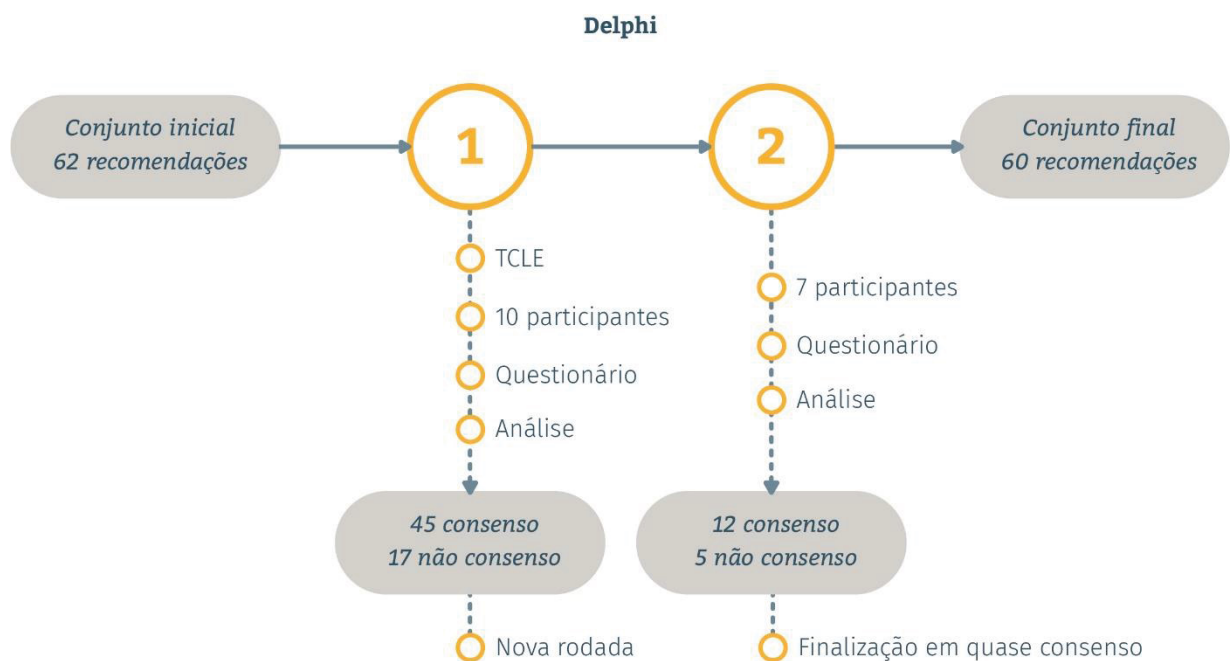 Delphi
Conjunto inicial
62 recomendações
1
2
Conjunto final
60 recomendações
TCLE
10 participantes
Questionário
Análise
45 consenso
17 não consenso
Nova rodada
7 participantes
Questionário
Análise
12 consenso
5 não consenso
Finalização em quase consenso